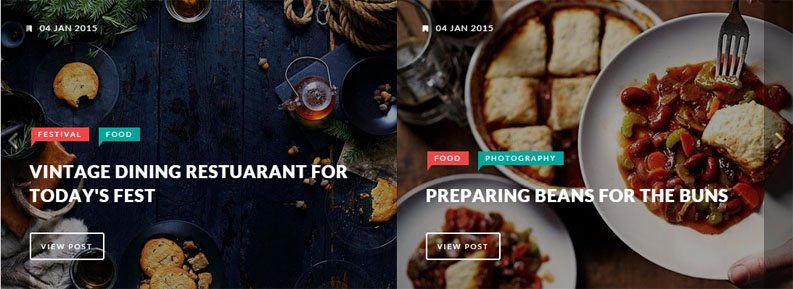 04 JAN 2015
FESTIVAL
FOOD
VINTAGE DINING RESTUARANT FOR
TODAY'S FEST
VIEW POST
04 JAN 2015
FOOD
PHOTOGRAPHY
PREPARING BEANS FOR THE BUNS
VIEW POST